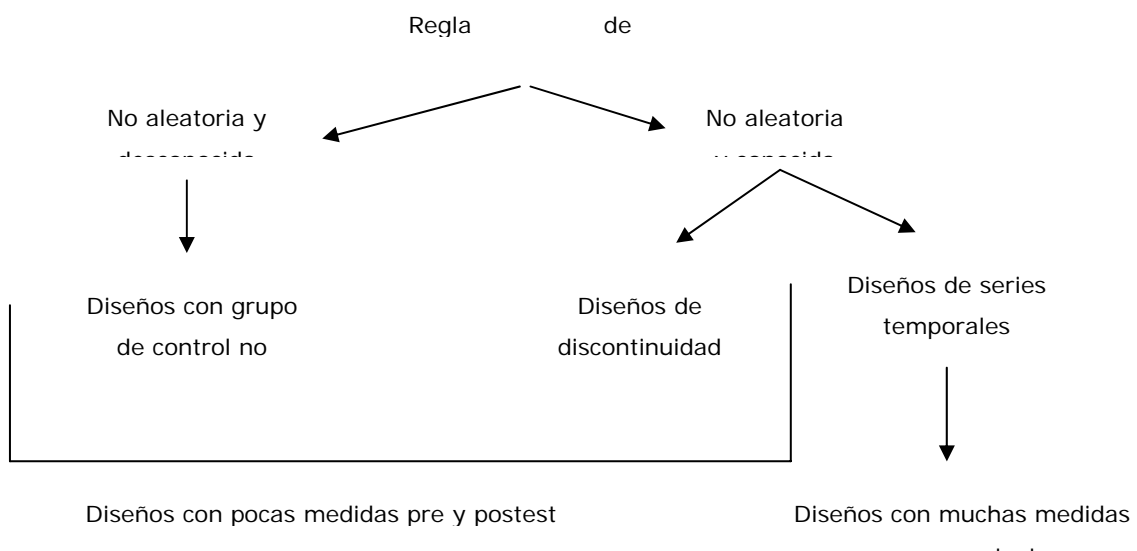 Regla de
No aleatoria y
No aleatoria
Diseños con grupo
de control no
Diseños de
discontinuidad
Diseños de series
temporales
Diseños con pocas medidas pre y postest
Diseños con muchas medidas